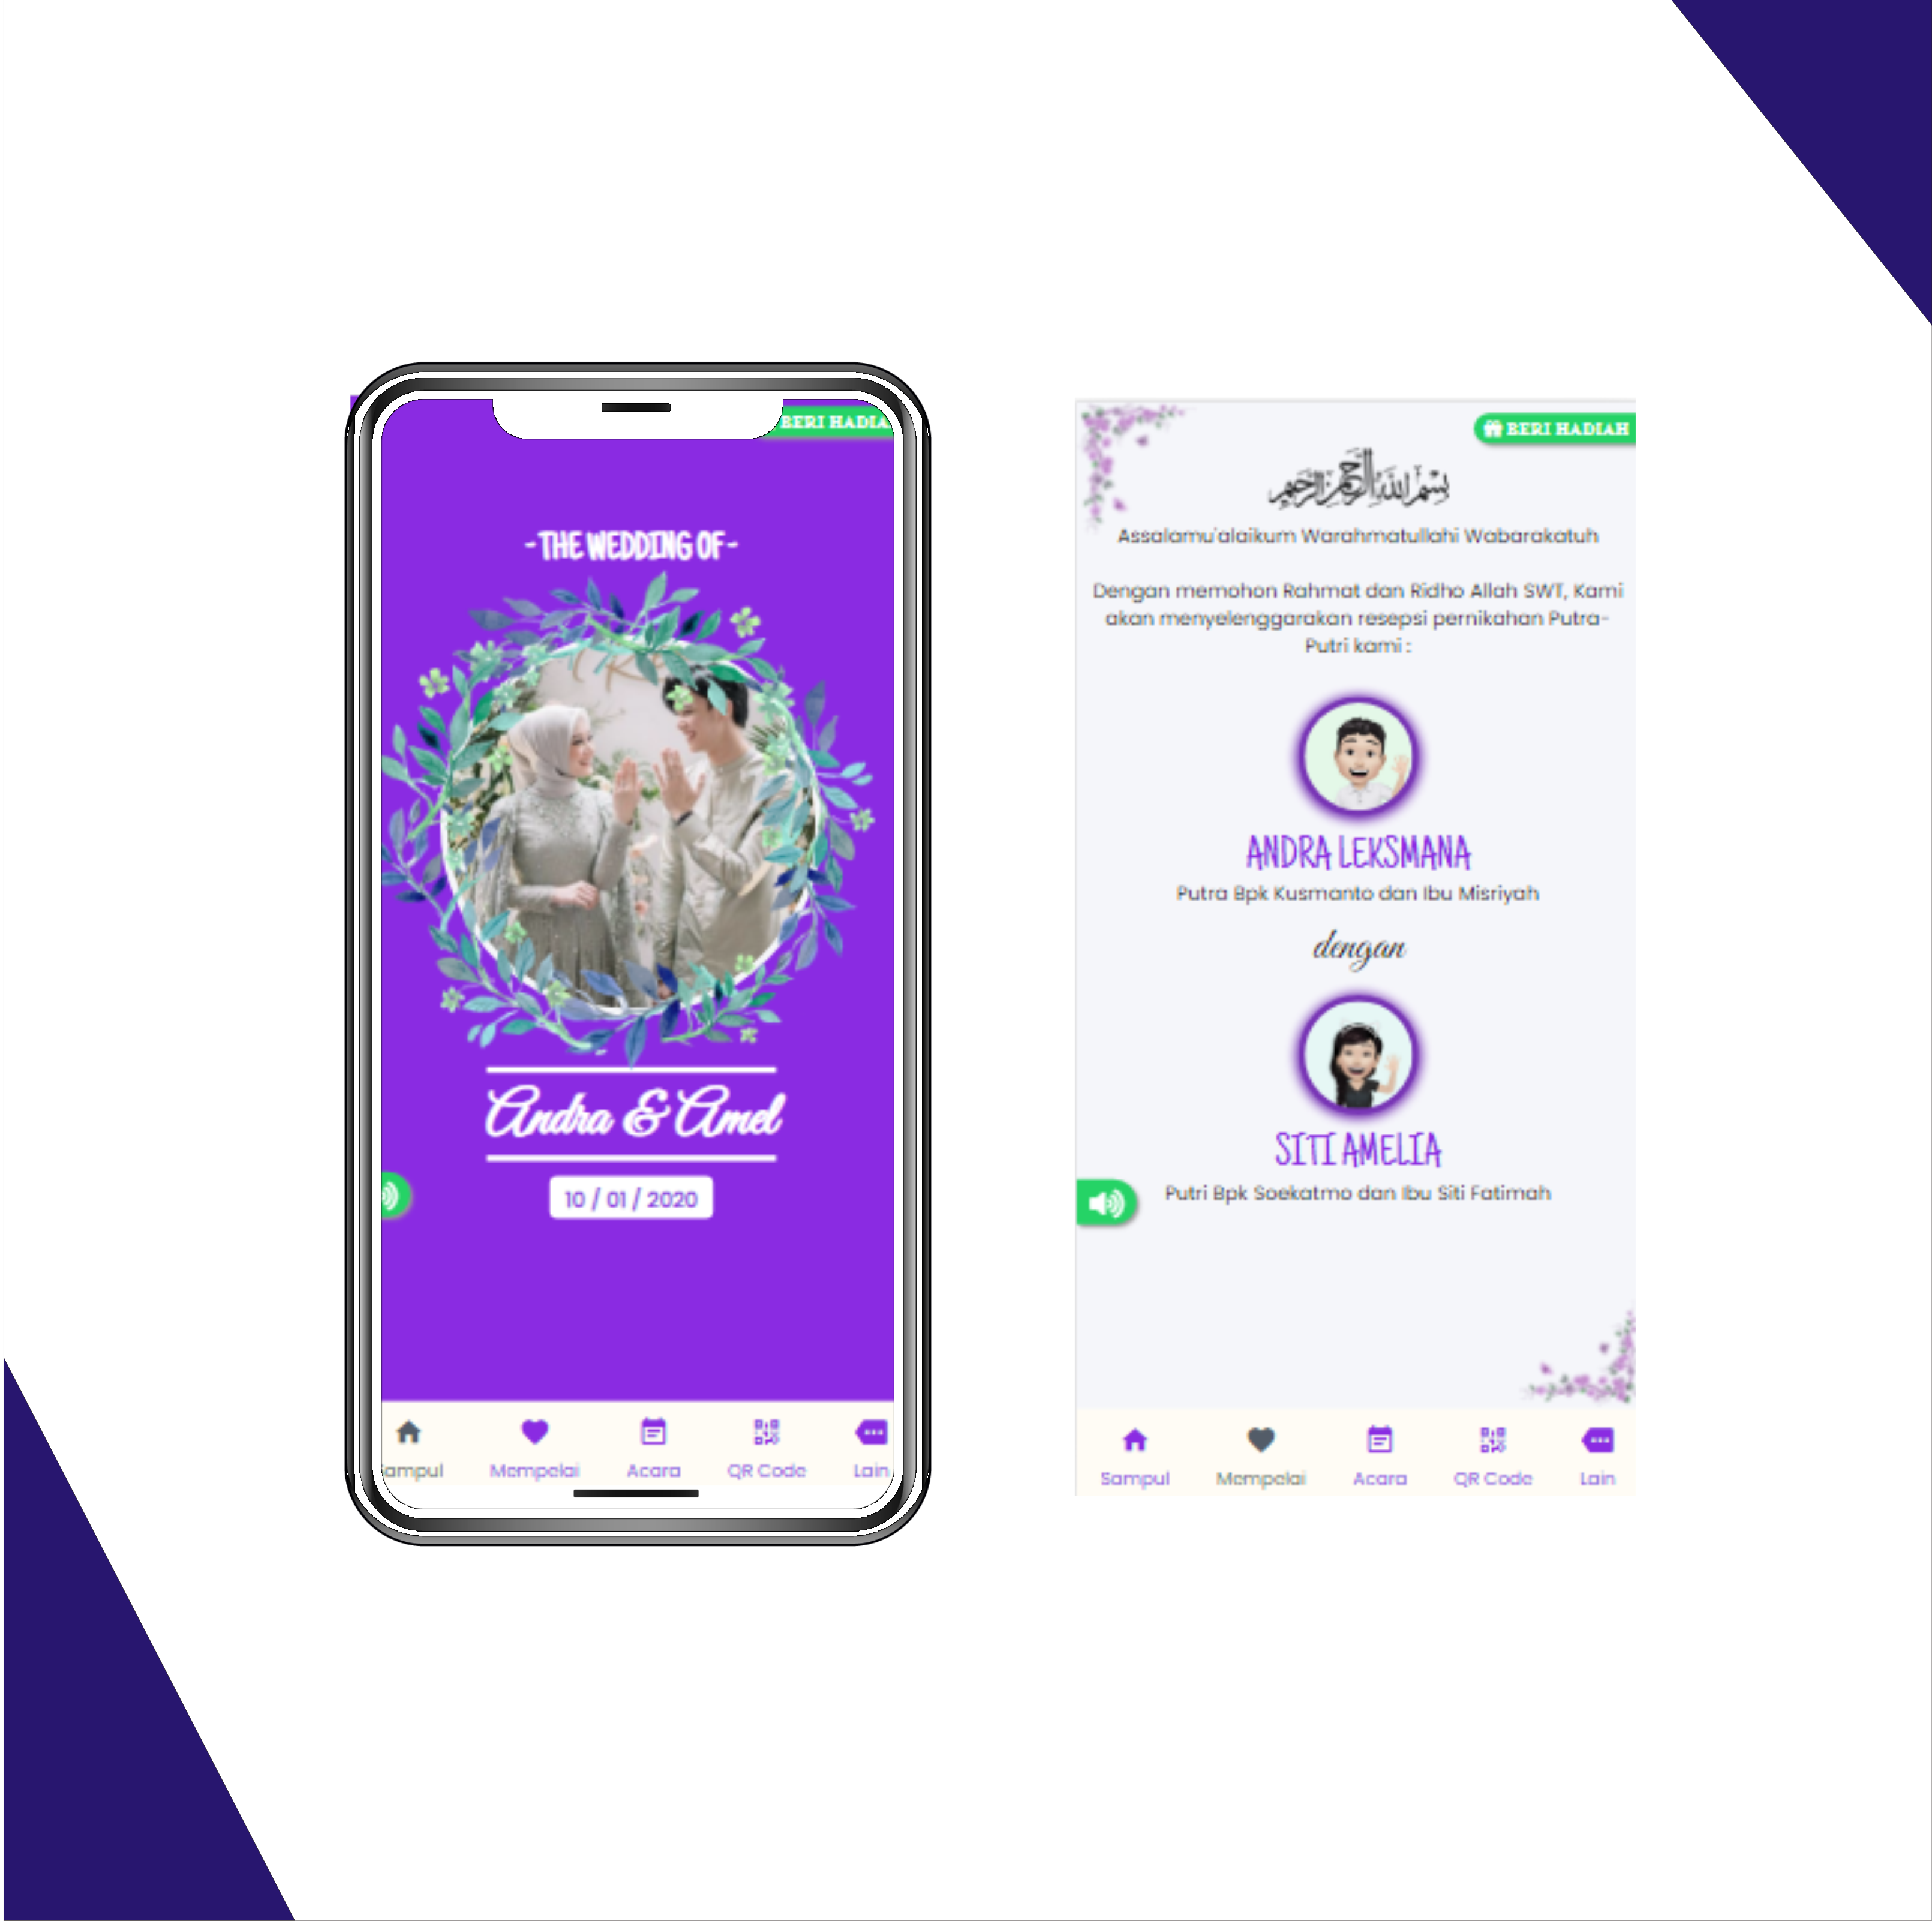 BERI HADIA
-THE WEDDING OF-
Andra & Amel
10 / 01 / 2020
Mempelai
Acara
QR Code
Lain
BERI HADIAH
بسم الله الرحمن الرحيم
Assalamu'alaikum Warahmatullahi Wabarakatuh
Dengan memohon Rahmat dan Ridho Allah SWT, Kami
akan menyelenggarakan resepsi pernikahan Putra-
Putri kami :
ANDRA LEKSMANA
Putra Bpk Kusmanto dan Ibu Misriyah
dengan
SITI AMELIA
Putri Bpk Soekatmo dan Ibu Siti Fatimah
Sampul
Mempelai
Acara
QR Code
Lain